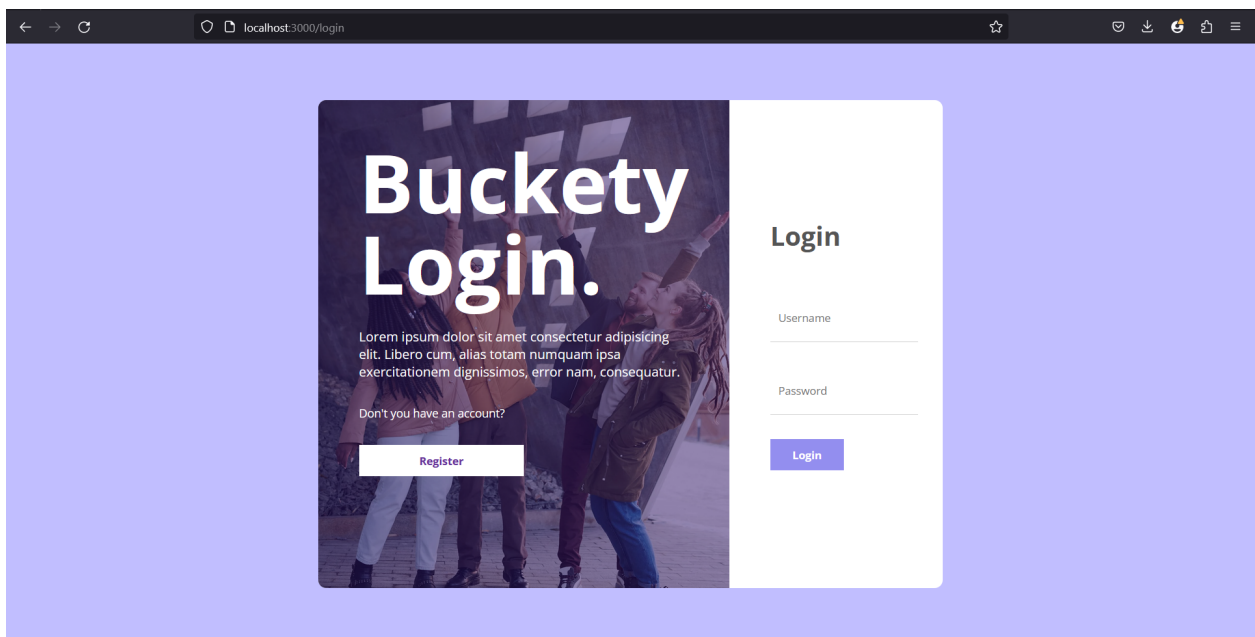 localhost:3000/login
Buckety
Login.
Lorem ipsum dolor sit amet consectetur adipisicing
elit. Libero cum, alias totam numquam ipsa
exercitationem dignissimos, error nam, consequatur.
Don't you have an account?
Register
Login
Username
Password
Login